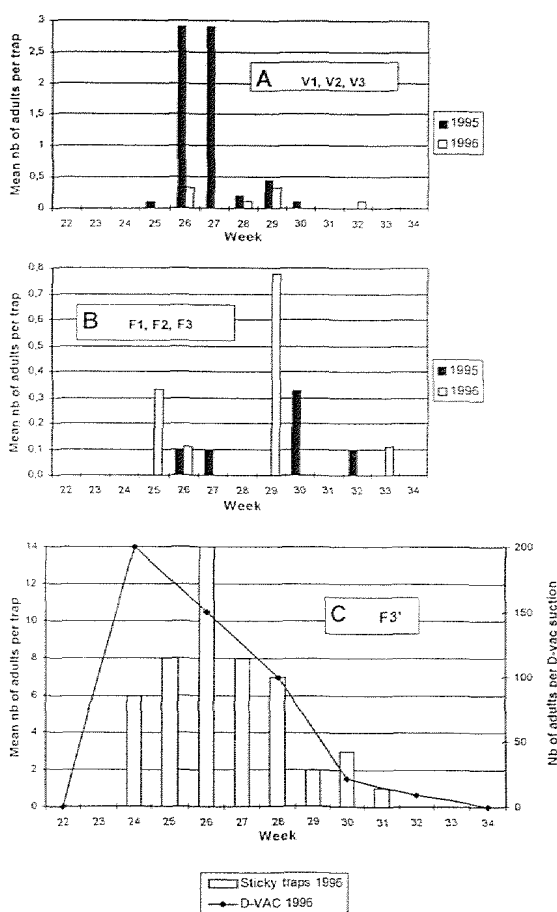 3
2,5
2
1,5
1
0,5
0
Mean nb of adults per trap
A V1, V2, V3
1995
1996
22 23 24 25 26 27 28 29 30 31 32 33 34
Week
0,8
0,7
0,6
0,5
0,4
0,3
0,2
0,1
0,0
Mean nb of adults per trap
B F1, F2, F3
1995
1996
22 23 24 25 26 27 28 29 30 31 32 33 34
Week
14
12
10
8
6
4
2
0
Mean nb of adults per trap
C F3'
200
150
100
50
0
Nb of adults per D-vac suction
22 24 25 26 27 28 29 30 31 32 34
Week
Sticky traps 1996
D-VAC 1996